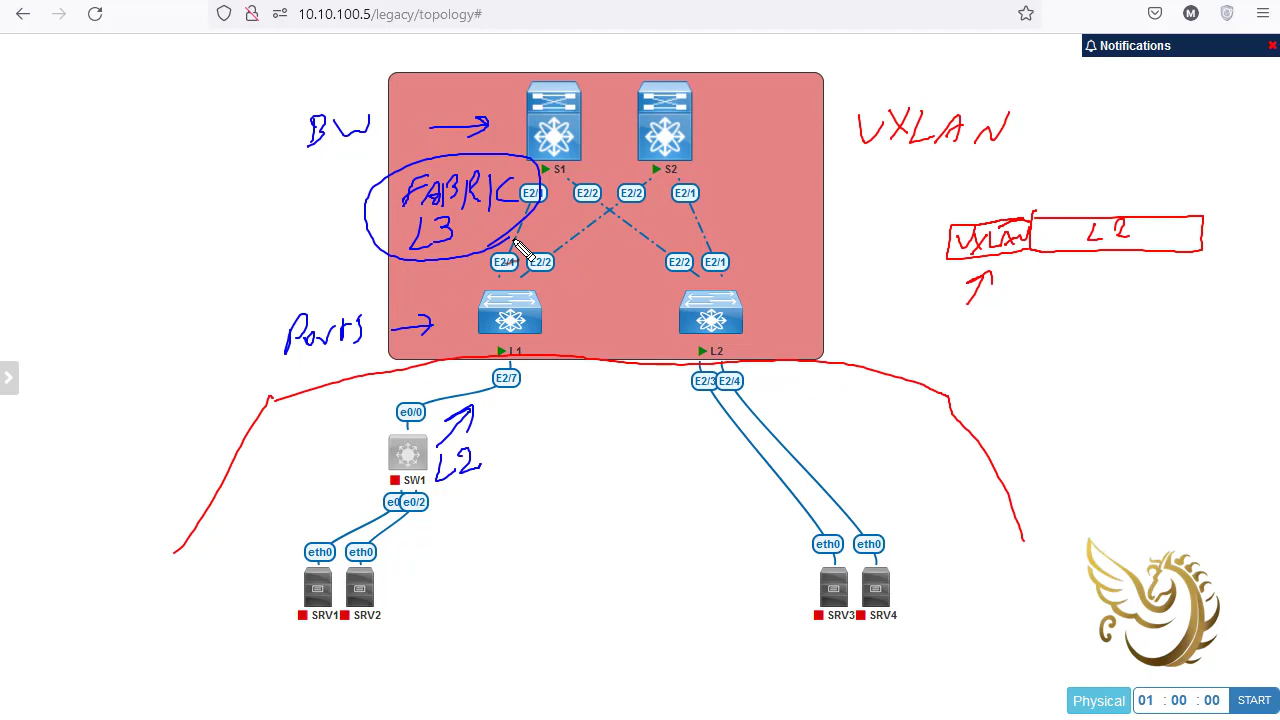 10.10.100.5/legacy/topology#
M
Notifications
BW
VXLAN
S1
S2
E2/1
E2/2
E2/2
E2/1
FABRIC
L3
VXLAN
L2
E2/1
E2/2
E2/2
E2/1
Ports
L1
L2
E2/7
E2/3
E2/4
e0/0
L2
SW1
e0
e0/2
eth0
eth0
eth0
eth0
SRV1
SRV2
SRV3
SRV4
Physical
01 : 00 : 00
START